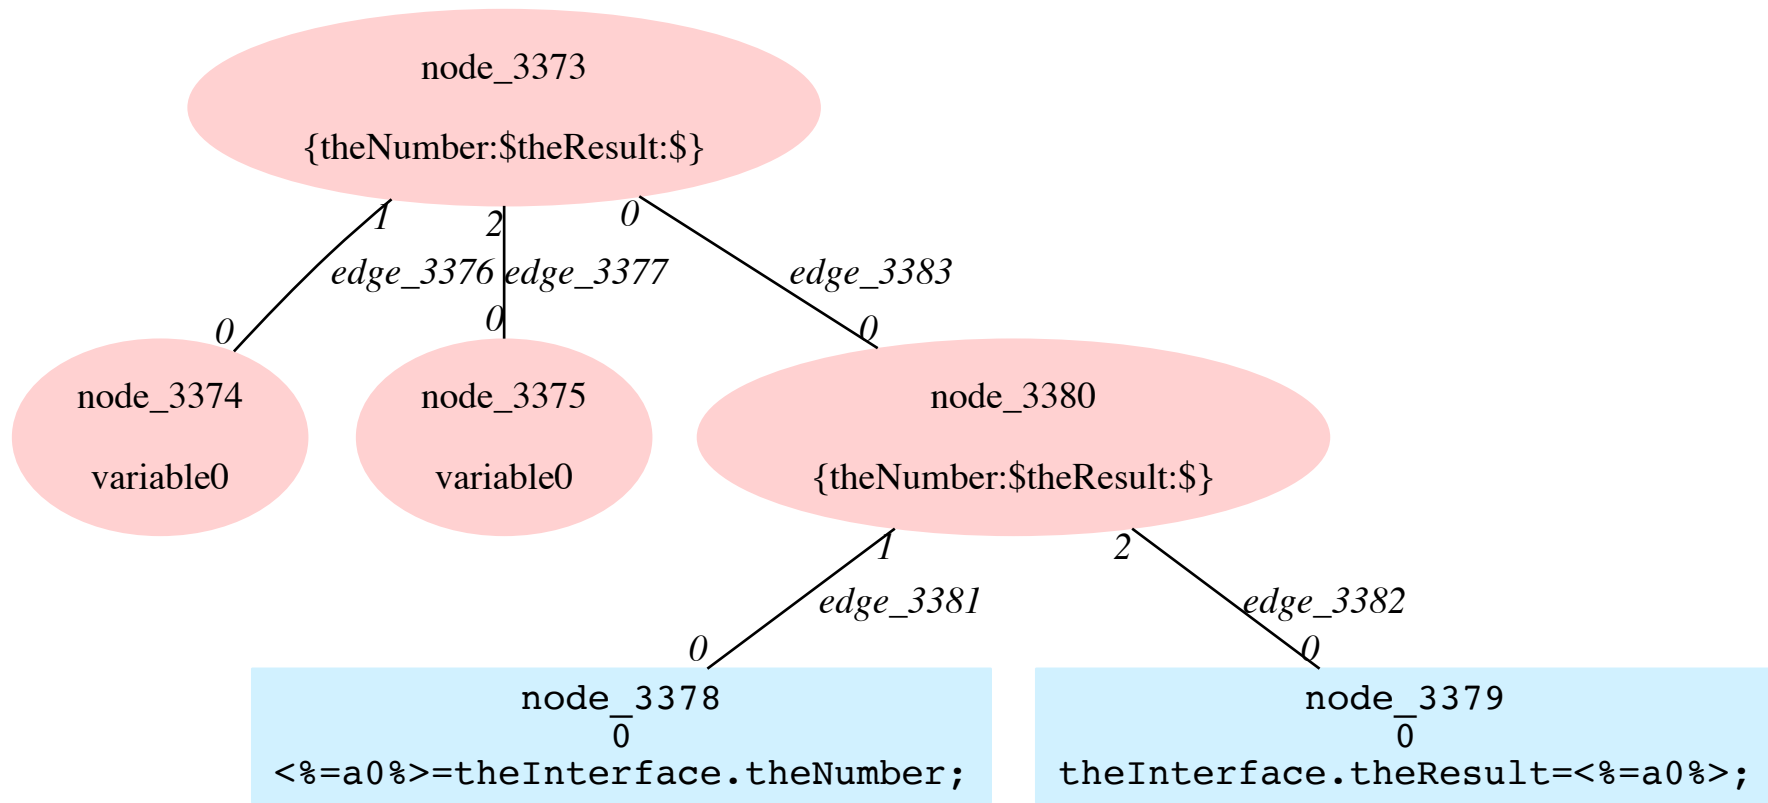 node_3373
{theNumber:$theResult:$}
1
2
0
edge_3376
edge_3377
edge_3383
0
0
0
node_3374
node_3375
node_3380
variable0
variable0
{theNumber:$theResult:$}
1
2
edge_3381
edge_3382
0
0
node_3378
node_3379
0
0
<%=a0%>=theInterface.theNumber;
theInterface.theResult=<%=a0%>;